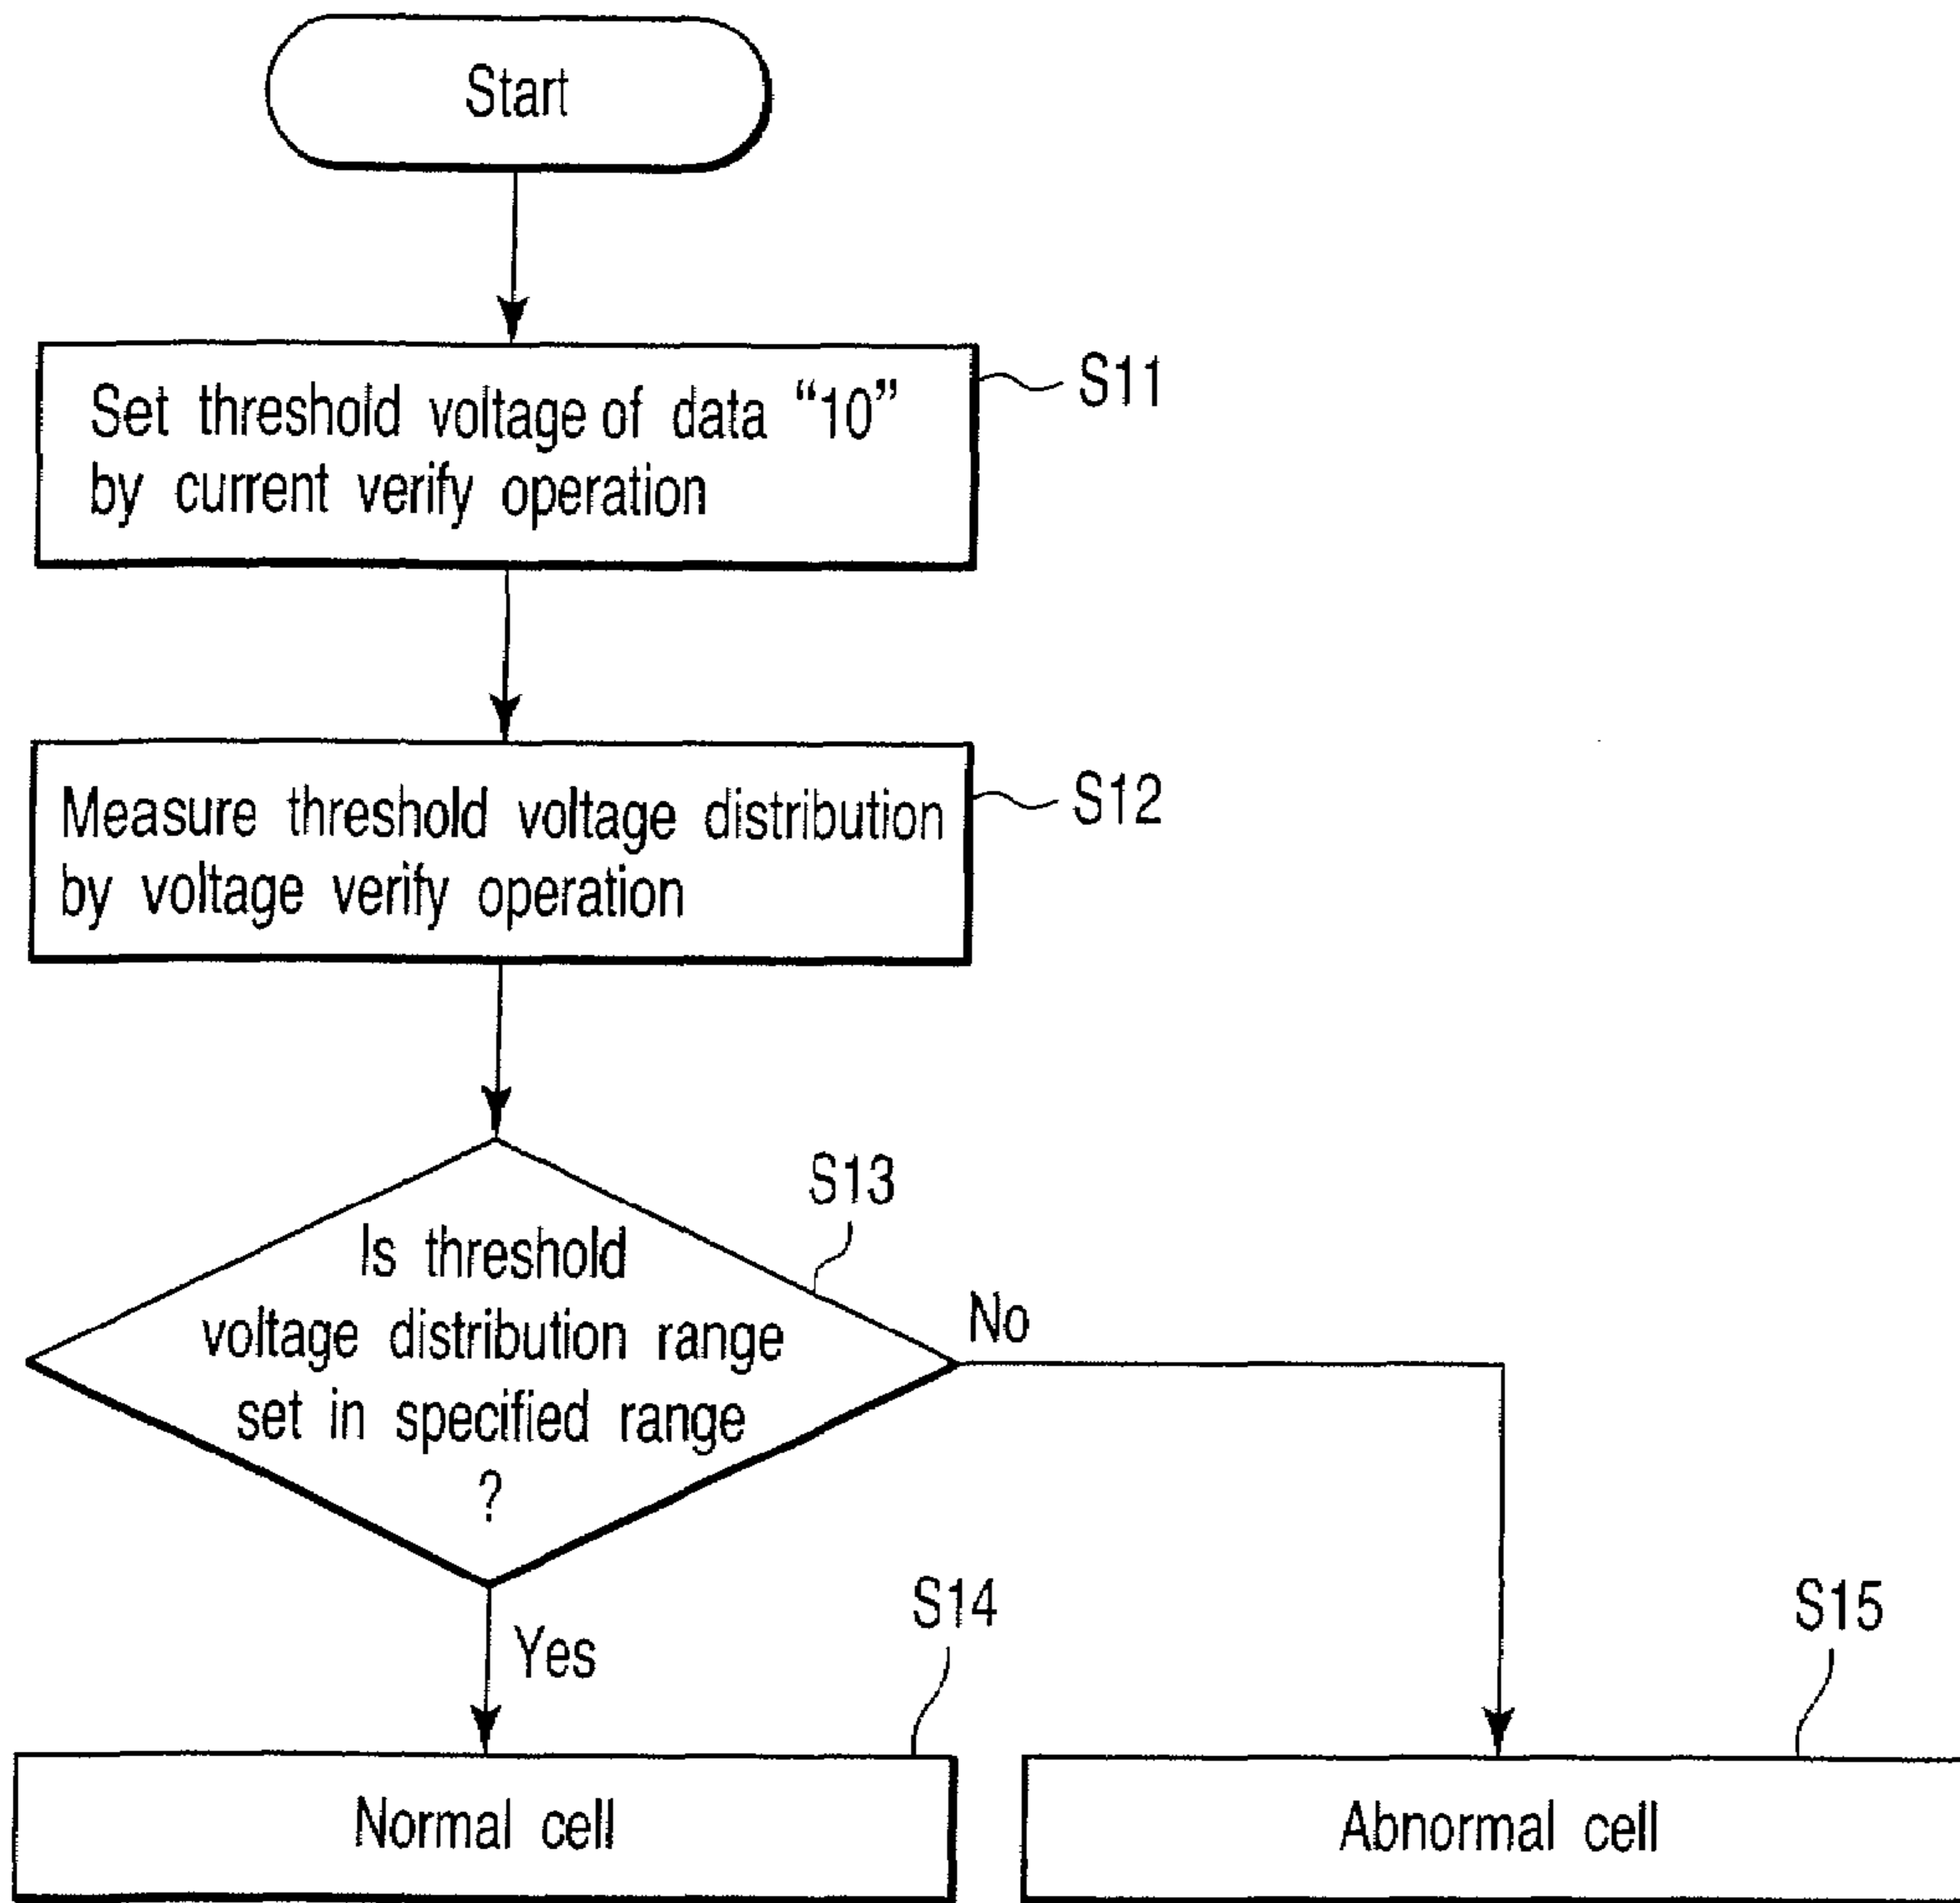 Start
Set threshold voltage of data “10”
by current verify operation
S11
Measure threshold voltage distribution
by voltage verify operation
S12
S13
Is threshold
voltage distribution range
set in specified range
?
No
Yes
S14
S15
Normal cell
Abnormal cell